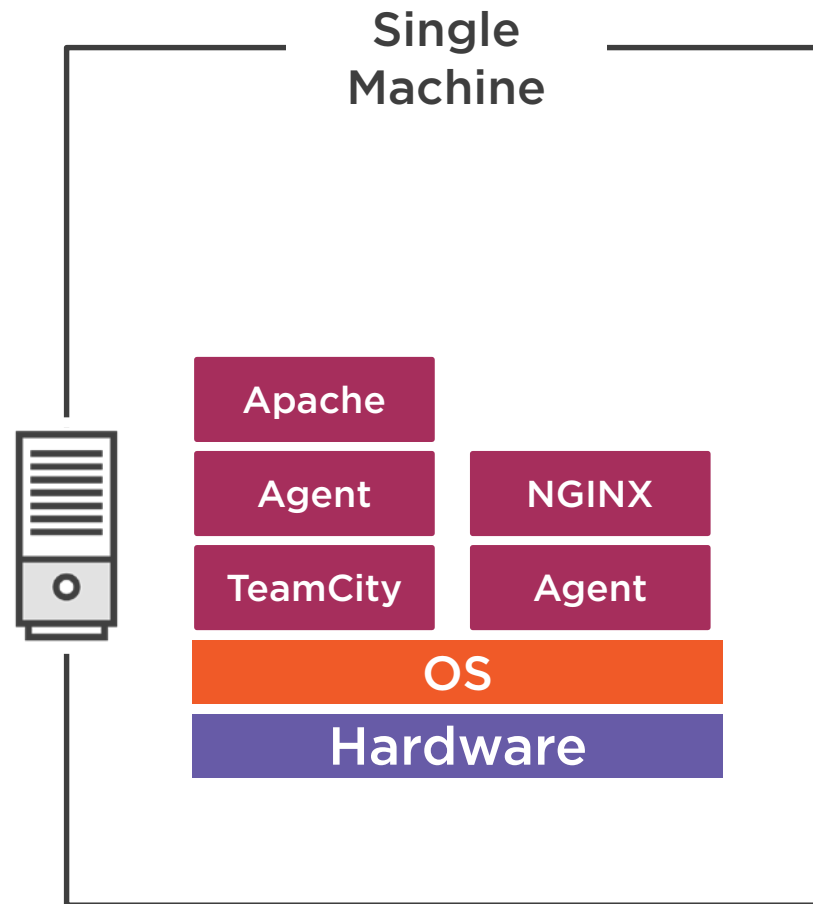 Single
Machine
Apache
Agent
NGINX
TeamCity
Agent
OS
Hardware